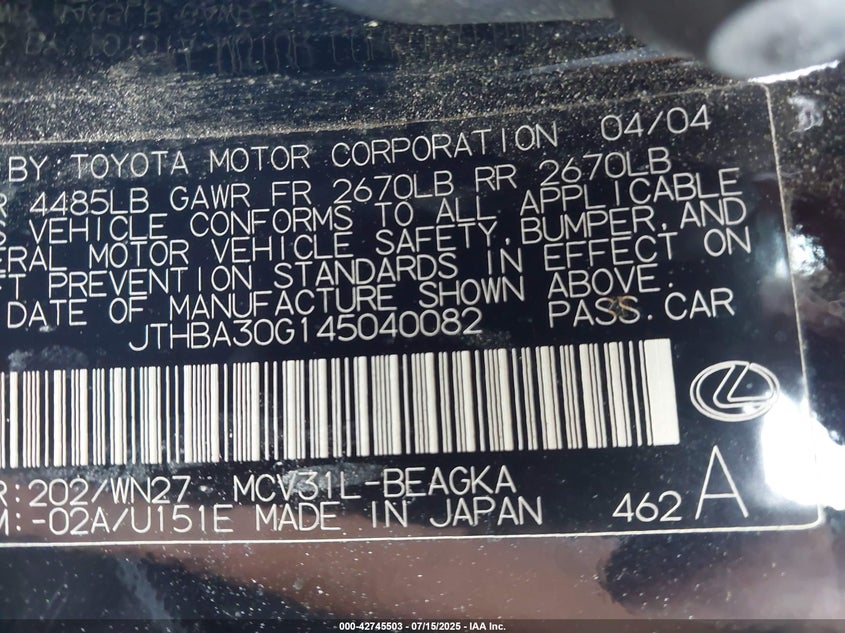 BY: TOYOTA MOTOR CORPORATION 04/04
4485LB GAWR FR 2670LB RR 2670LB
VEHICLE CONFORMS TO ALL APPLICABLE
ERAL MOTOR VEHICLE SAFETY, BUMPER, AND
FT PREVENTION STANDARDS IN EFFECT ON
DATE OF MANUFACTURE SHOWN ABOVE.
JTHBA30G145040082 PASS.CAR
R:202/WN27 MCV31L-BEAGKA
M:-02A/U151E MADE IN JAPAN 462 A
000-42745503 | 07/15/2025 | IAA Inc.